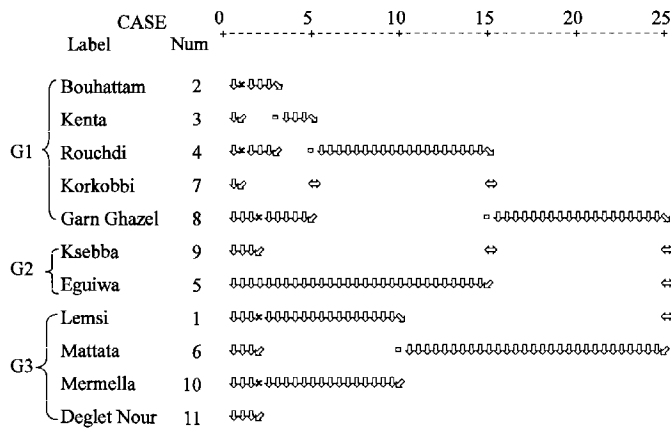 CASE 0 5 10 15 20 25
Label Num
Bouhattam 2
Kenta 3
G1 Rouchdi 4
Korkobbi 7
Garn Ghazel 8
Ksebba 9
G2
Eguiwa 5
Lemsi 1
Mattata 6
G3
Mermella 10
Deglet Nour 11